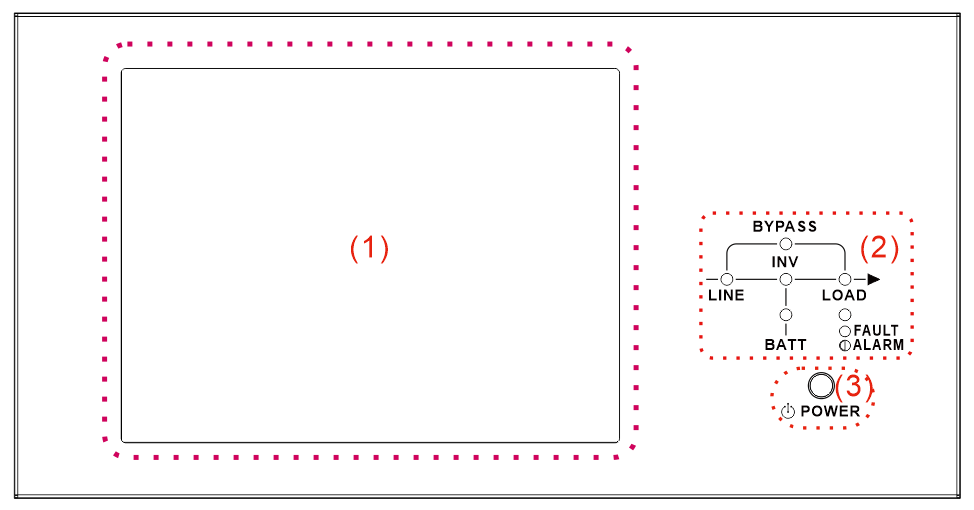 (1)
BYPASS
(2)
INV
LINE
LOAD
FAULT
BATT
ALARM
(3)
POWER